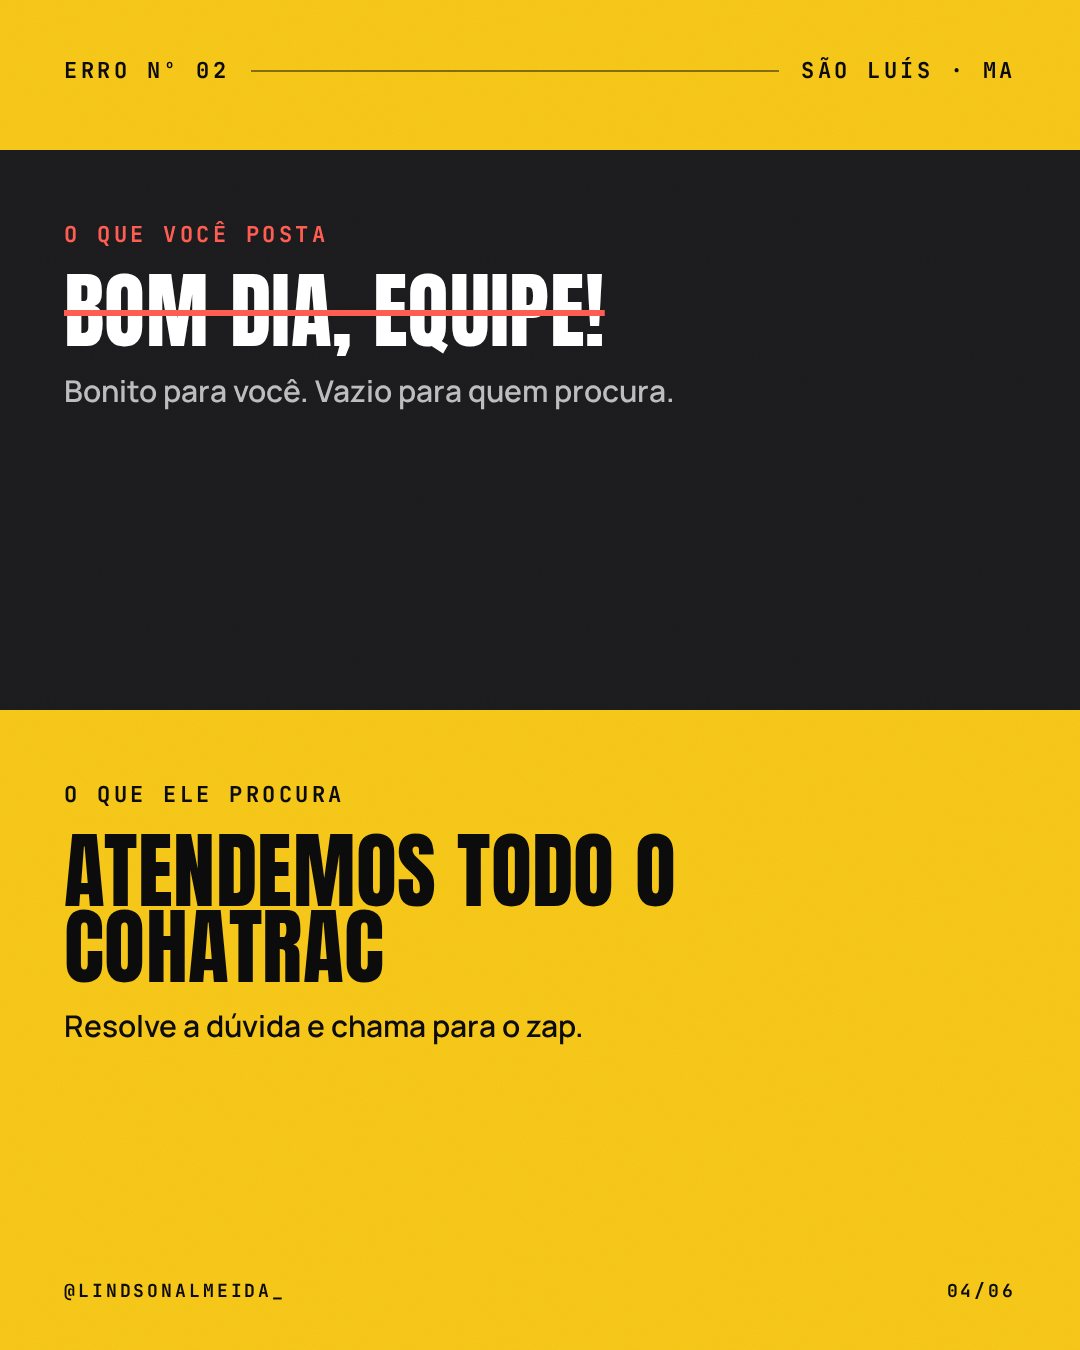 ERRO N° 02
SÃO LUÍS · MA
O QUE VOCÊ POSTA
BOM DIA, EQUIPE!
Bonito para você. Vazio para quem procura.
O QUE ELE PROCURA
ATENDEMOS TODO O
COHATRAC
Resolve a dúvida e chama para o zap.
@LINDSONALMEIDA_
04/06